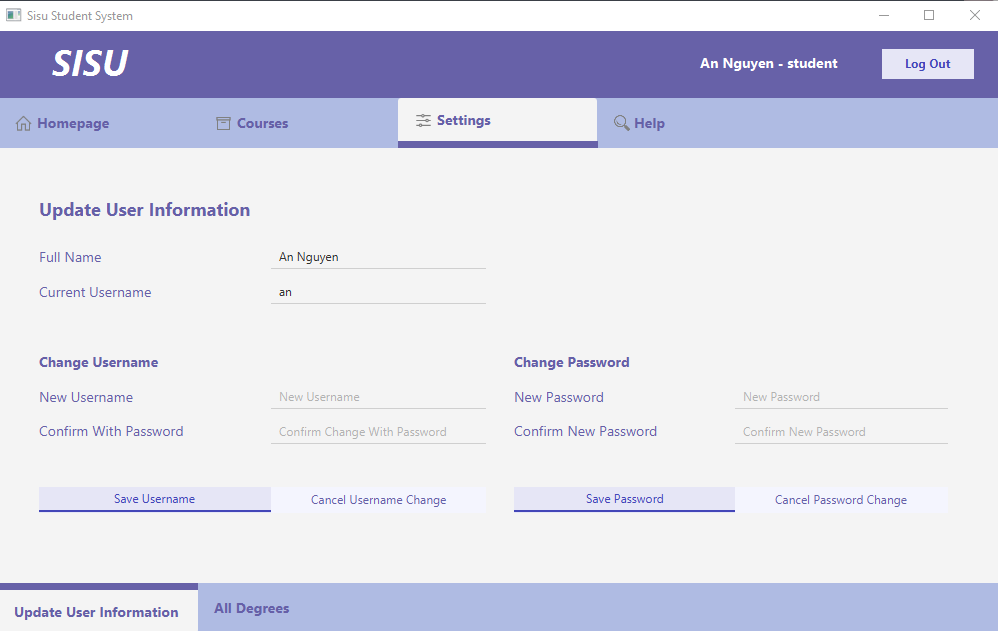 Sisu Student System
SISU
An Nguyen - student
Log Out
Homepage
Courses
Settings
Help
Update User Information
Full Name
An Nguyen
Current Username
an
Change Username
Change Password
New Username
New Username
New Password
New Password
Confirm With Password
Confirm Change With Password
Confirm New Password
Confirm New Password
Save Username
Cancel Username Change
Save Password
Cancel Password Change
Update User Information
All Degrees